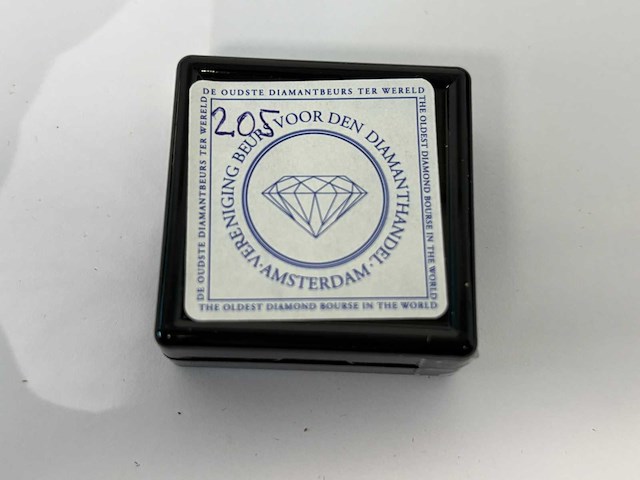 DE OUDSTE DIAMANTBEURS TER WERELD
THE OLDEST DIAMOND BOURSE IN THE WORLD
DE OUDSTE DIAMANTBEURS TER WERELD
THE OLDEST DIAMOND BOURSE IN THE WORLD
205
VERENIGING BEURS VOOR DEN DIAMANTHANDEL
· AMSTERDAM ·